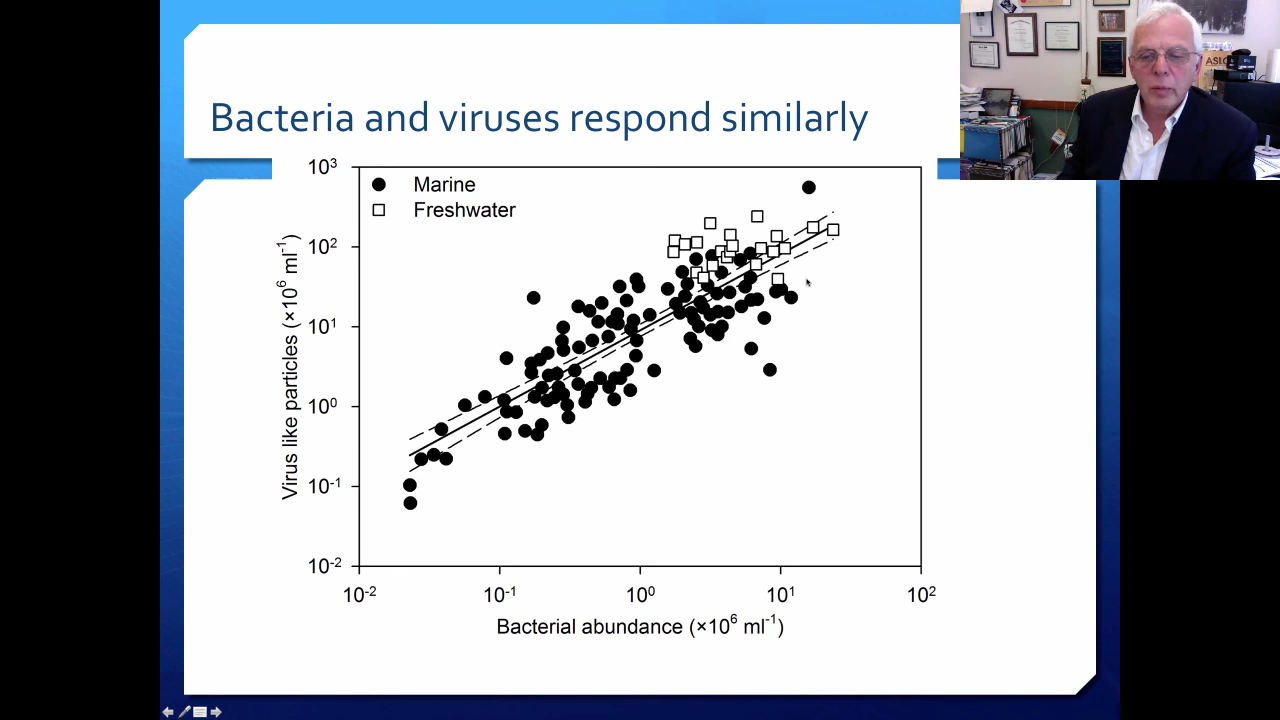 Bacteria and viruses respond similarly
ASLO
Marine
Freshwater
10³
10²
10¹
10⁰
10⁻¹
10⁻²
Virus like particles (×10⁶ ml⁻¹)
10⁻² 10⁻¹ 10⁰ 10¹ 10²
Bacterial abundance (×10⁶ ml⁻¹)